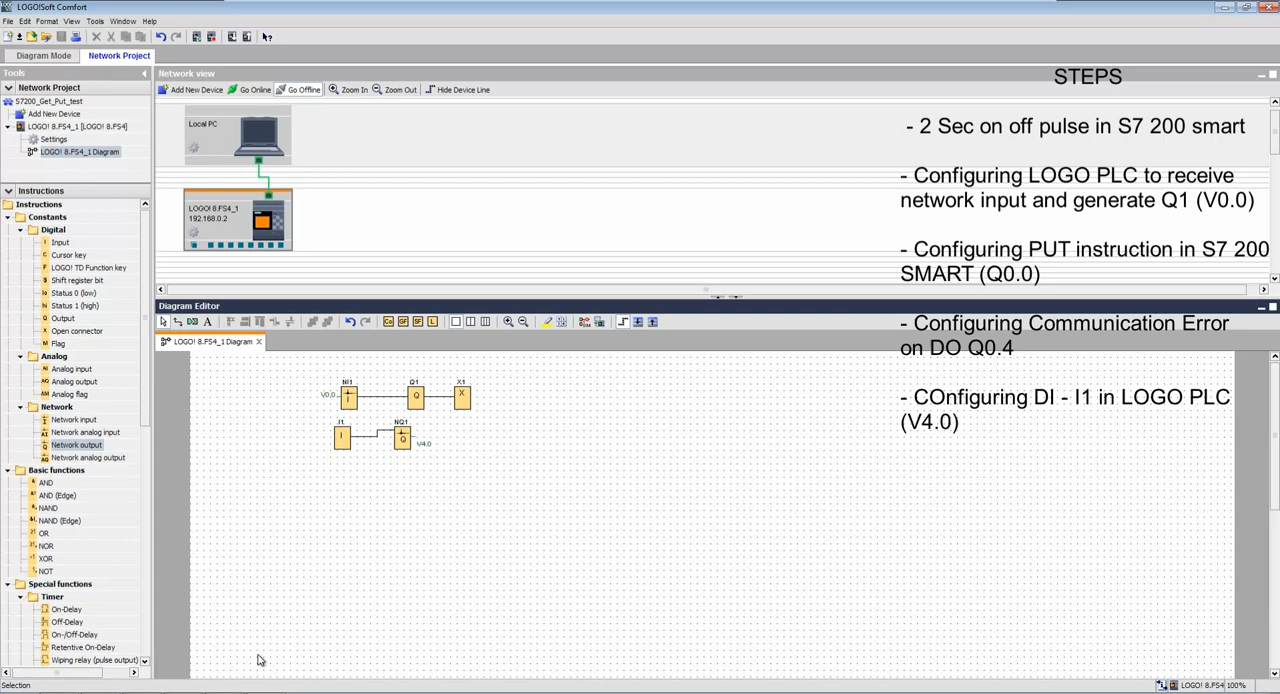 LOGO!Soft Comfort
File Edit Format View Tools Window Help
Diagram Mode Network Project
Tools
Network Project
S7200_Get_Put_test
Add New Device
LOGO! 8.FS4_1 [LOGO! 8.FS4]
Settings
LOGO! 8.FS4_1 Diagram
Instructions
Instructions
Constants
Digital
Input
Cursor key
LOGO! TD Function key
Shift register bit
Status 0 (low)
Status 1 (high)
Output
Open connector
Flag
Analog
Analog input
Analog output
Analog flag
Network
Network input
Network analog input
Network output
Network analog output
Basic functions
AND
AND (Edge)
NAND
NAND (Edge)
OR
NOR
XOR
NOT
Special functions
Timer
On-Delay
Off-Delay
On-/Off-Delay
Retentive On-Delay
Wiping relay (pulse output)
Selection
Network view
Add New Device Go Online Go Offline Zoom In Zoom Out Hide Device Line
Local PC
LOGO! 8.FS4_1
192.168.0.2
Diagram Editor
LOGO! 8.FS4_1 Diagram
NI1 Q1 X1
V0.0 I Q X
I1 NQ1
I Q V4.0
STEPS
- 2 Sec on off pulse in S7 200 smart
- Configuring LOGO PLC to receive
network input and generate Q1 (V0.0)
- Configuring PUT instruction in S7 200
SMART (Q0.0)
- Configuring Communication Error
on DO Q0.4
- COnfiguring DI - I1 in LOGO PLC
(V4.0)
LOGO! 8.FS4 100%